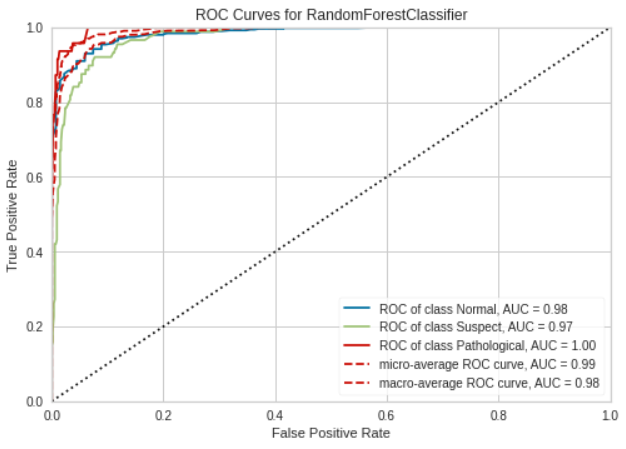 ROC Curves for RandomForestClassifier
1.0
0.8
0.6
0.4
0.2
0.0
True Positive Rate
ROC of class Normal, AUC = 0.98
ROC of class Suspect, AUC = 0.97
ROC of class Pathological, AUC = 1.00
micro-average ROC curve, AUC = 0.99
macro-average ROC curve, AUC = 0.98
0.0 0.2 0.4 0.6 0.8 1.0
False Positive Rate